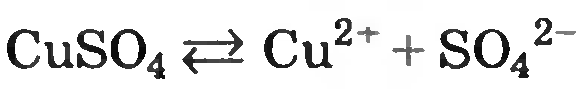 CuSO₄ ⇄ Cu²⁺ + SO₄²⁻